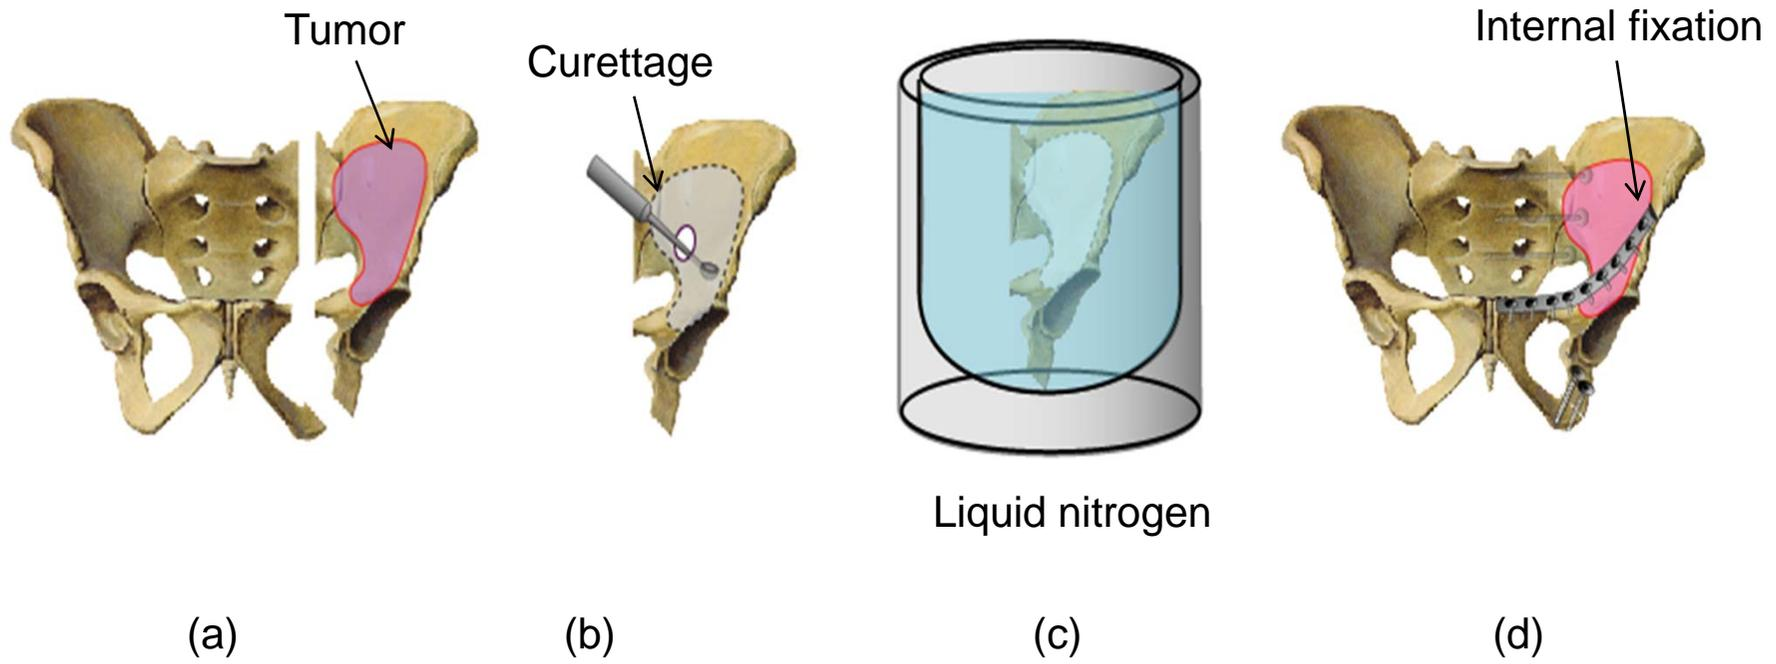 Tumor
Curettage
Internal fixation
Liquid nitrogen
(a)
(b)
(c)
(d)